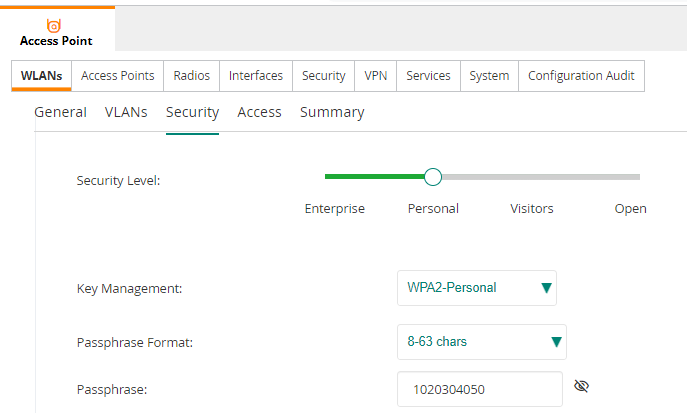 Access Point
WLANs Access Points Radios Interfaces Security VPN Services System Configuration Audit
General VLANs Security Access Summary
Security Level:
Enterprise Personal Visitors Open
Key Management: WPA2-Personal
Passphrase Format: 8-63 chars
Passphrase: 1020304050